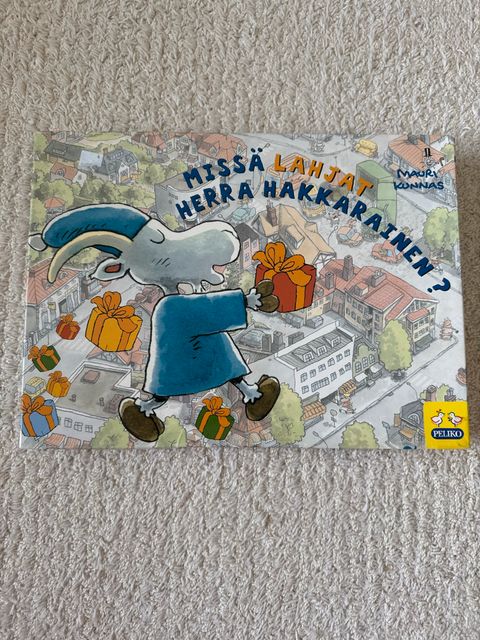 MISSÄ LAHJAT
HERRA HAKKARAINEN?
MAURI
KUNNAS
PELIKO